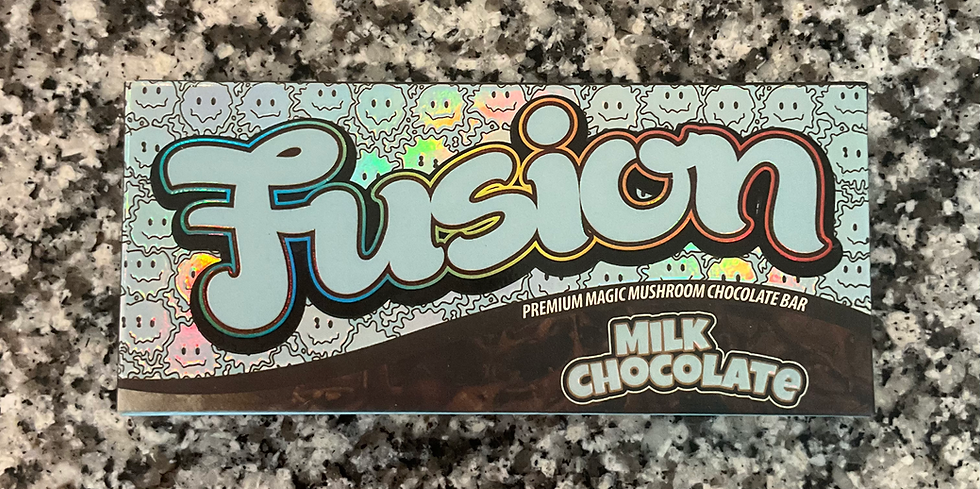 Fusion
PREMIUM MAGIC MUSHROOM CHOCOLATE BAR
MILK
CHOCOLATE